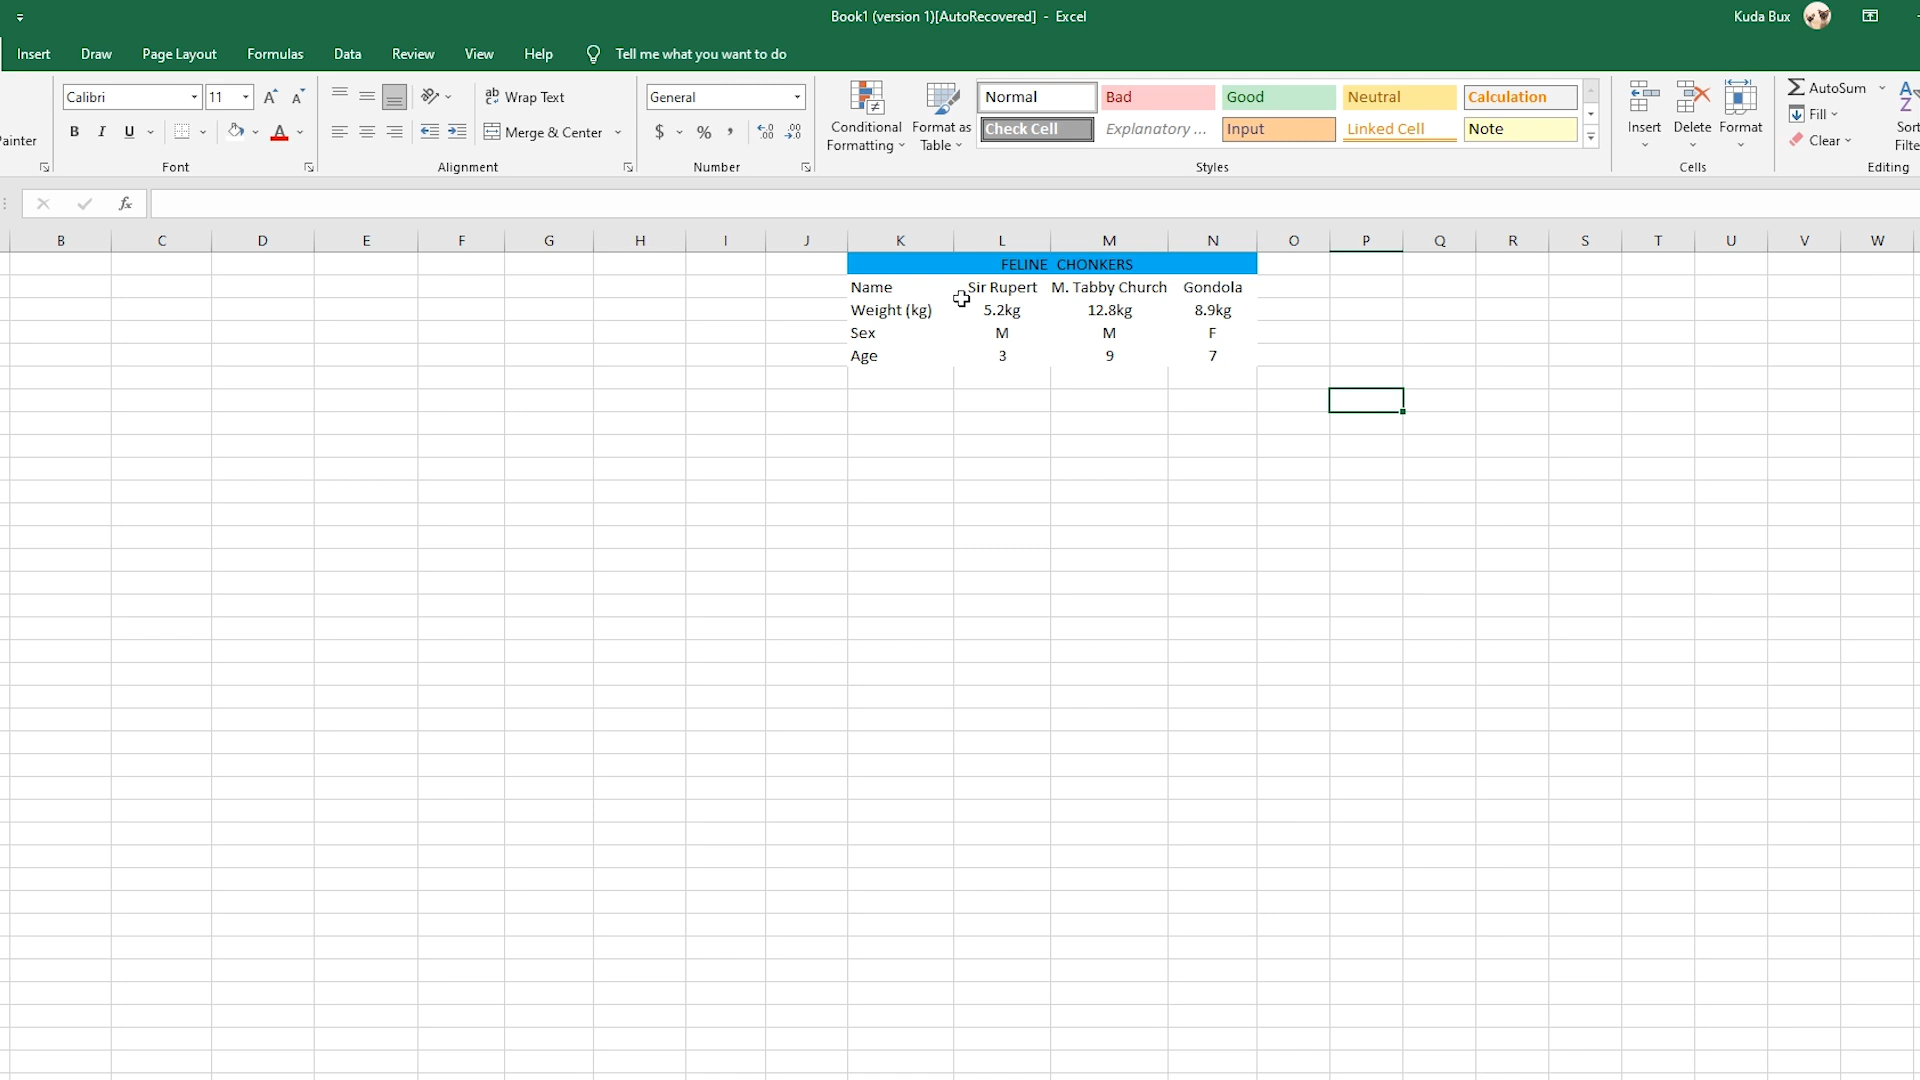 Book1 (version 1)[AutoRecovered] - Excel
Kuda Bux
Insert Draw Page Layout Formulas Data Review View Help Tell me what you want to do
Calibri 11 Wrap Text General Normal Bad Good Neutral Calculation AutoSum
Painter B I U Merge & Center $ % , Conditional Formatting Format as Table Check Cell Explanatory ... Input Linked Cell Note Insert Delete Format Fill Clear Sort Filte
Font Alignment Number Styles Cells Editing
fx
B C D E F G H I J K L M N O P Q R S T U V W
FELINE CHONKERS
Name Sir Rupert M. Tabby Church Gondola
Weight (kg) 5.2kg 12.8kg 8.9kg
Sex M M F
Age 3 9 7